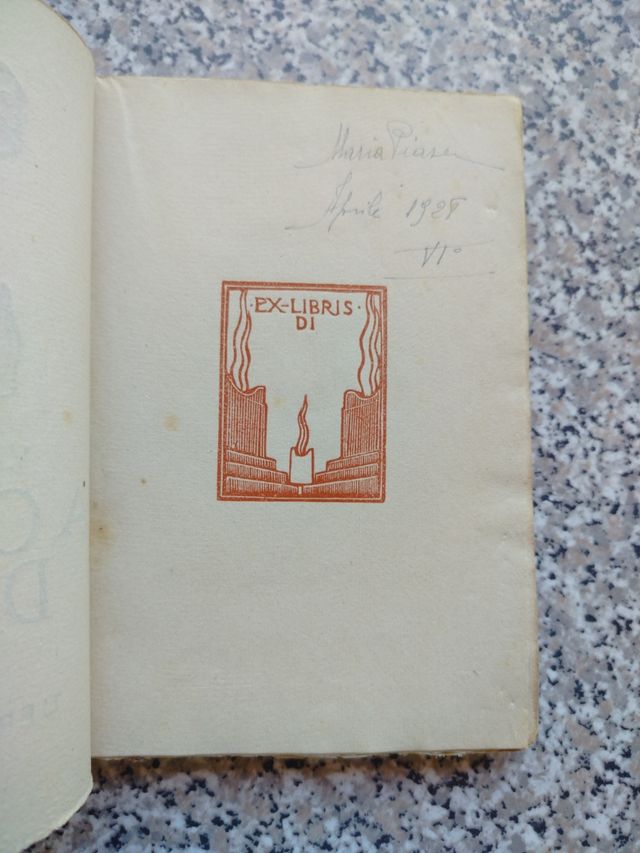 Maria
Aprile 1928
VI°
·EX-LIBRIS·
DI